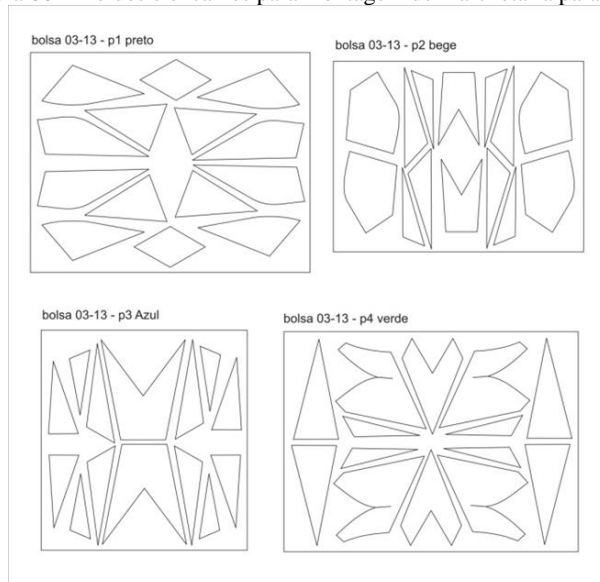 bolsa 03-13 - p1 preto
bolsa 03-13 - p2 bege
bolsa 03-13 - p3 Azul
bolsa 03-13 - p4 verde